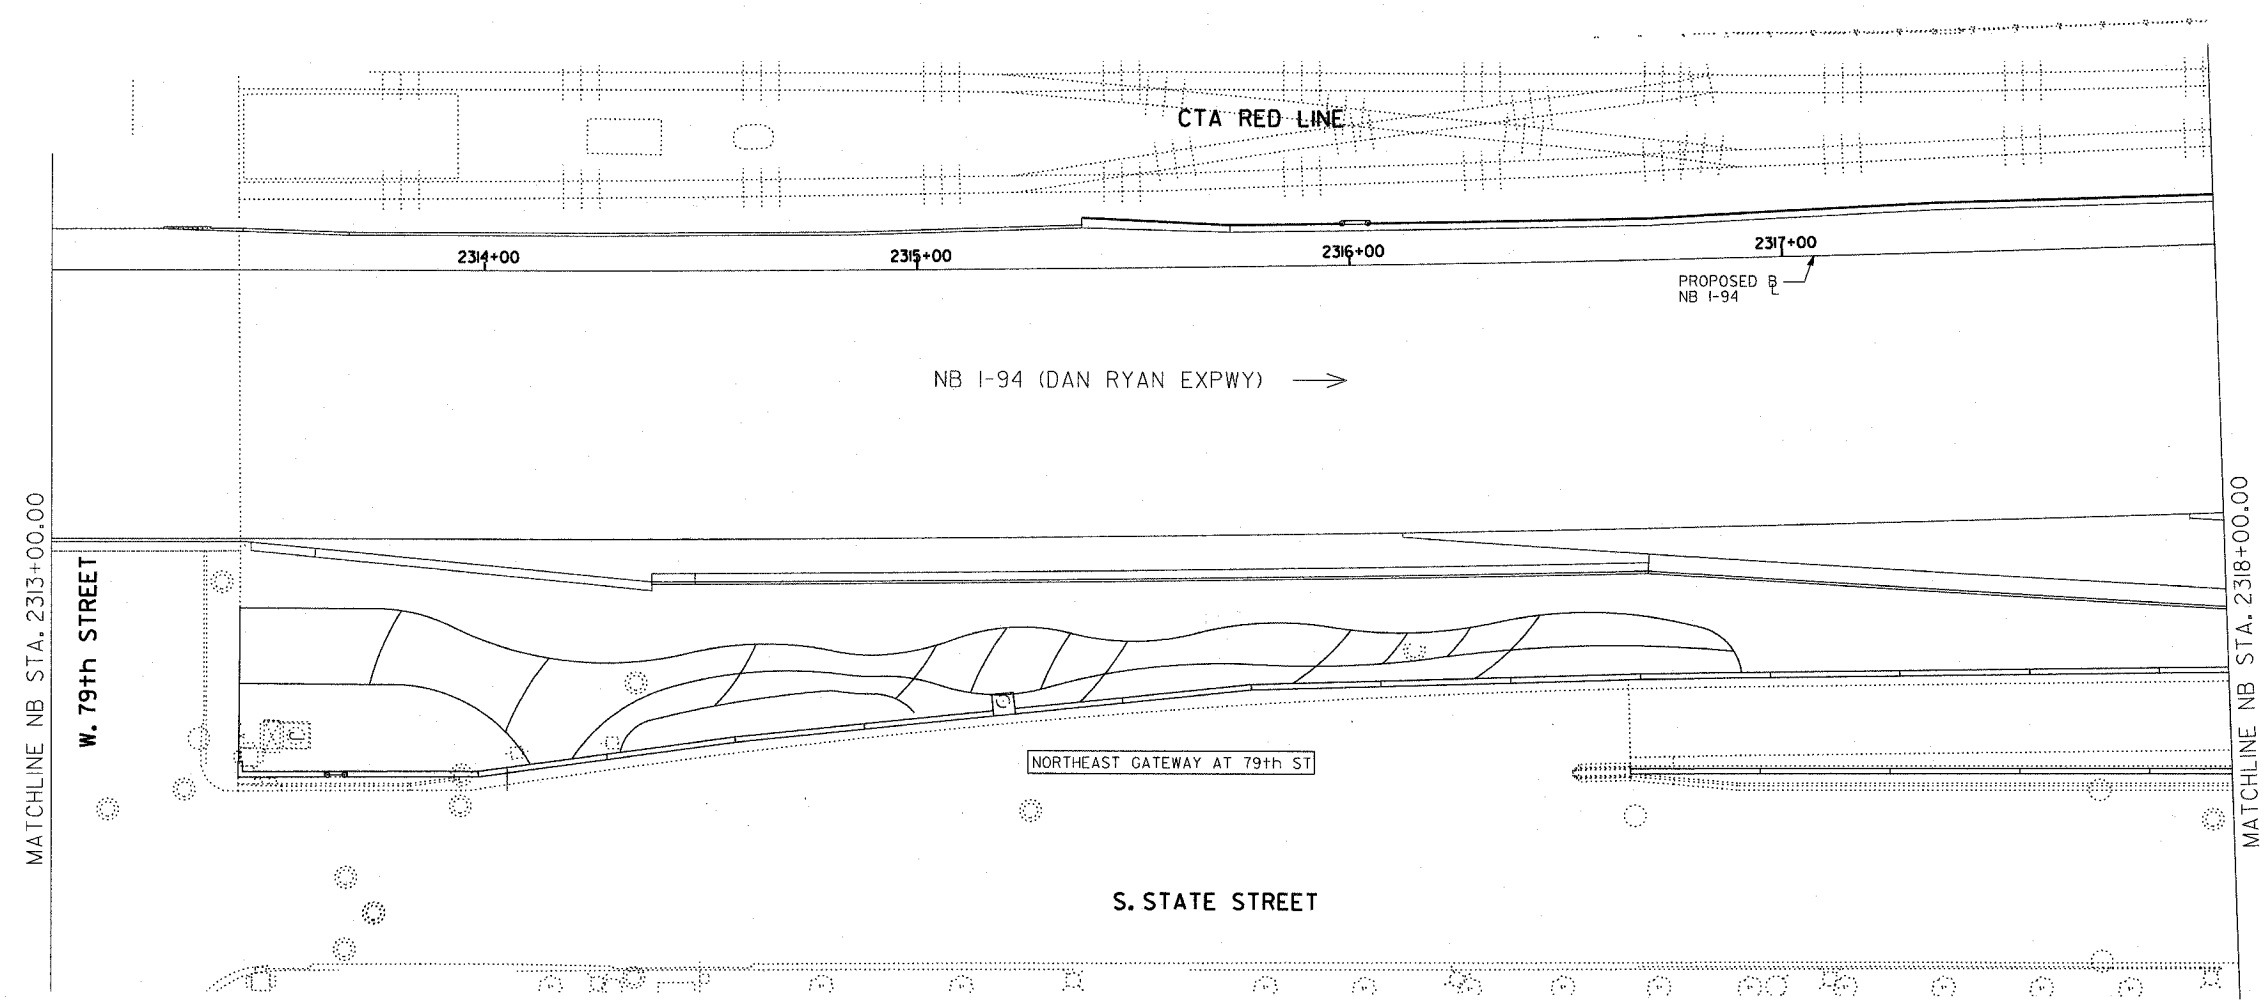 CTA RED LINE
2314+00
2315+00
2316+00
2317+00
PROPOSED BL
NB I-94
NB I-94 (DAN RYAN EXPWY)
MATCHLINE NB STA. 2313+00.00
W. 79th STREET
MATCHLINE NB STA. 2318+00.00
NORTHEAST GATEWAY AT 79th ST
S. STATE STREET